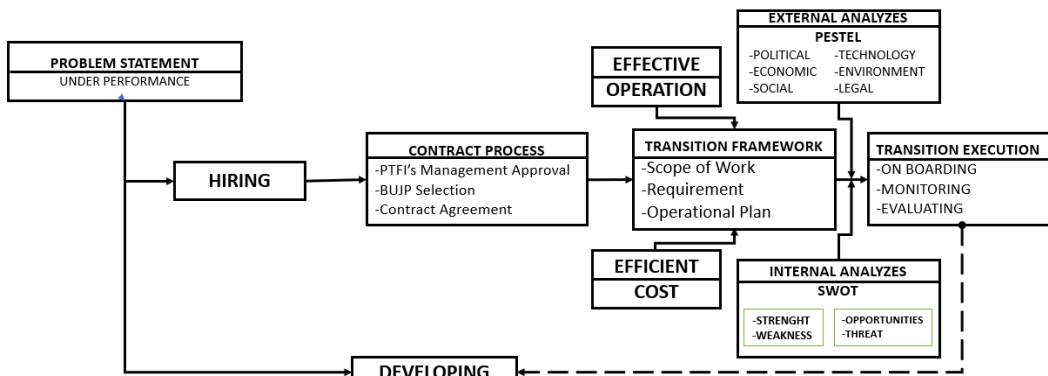 PROBLEM STATEMENT
UNDER PERFORMANCE
HIRING
CONTRACT PROCESS
-PTFI's Management Approval
-BUJP Selection
-Contract Agreement
EFFECTIVE
OPERATION
TRANSITION FRAMEWORK
-Scope of Work
-Requirement
-Operational Plan
EFFICIENT
COST
EXTERNAL ANALYZES
PESTEL
-POLITICAL -TECHNOLOGY
-ECONOMIC -ENVIRONMENT
-SOCIAL -LEGAL
TRANSITION EXECUTION
-ON BOARDING
-MONITORING
-EVALUATING
INTERNAL ANALYZES
SWOT
-STRENGHT -OPPORTUNITIES
-WEAKNESS -THREAT
DEVELOPING